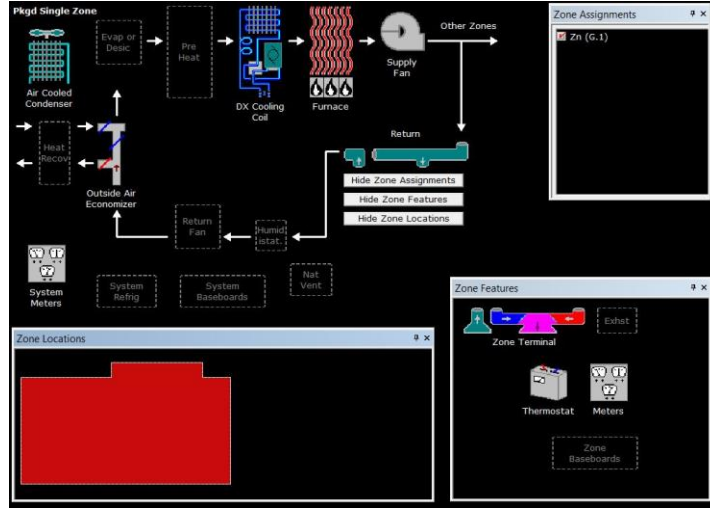 Pkgd Single Zone
Air Cooled
Condenser
Evap or
Desic
Pre
Heat
DX Cooling
Coil
Furnace
Supply
Fan
Other Zones
Zone Assignments
Zn (G.1)
Heat
Recov
Outside Air
Economizer
Return
Hide Zone Assignments
Hide Zone Features
Hide Zone Locations
Return
Fan
Humid
istat.
System
Meters
System
Refrig
System
Baseboards
Nat
Vent
Zone Locations
Zone Features
Zone Terminal
Exhst
Thermostat
Meters
Zone
Baseboards